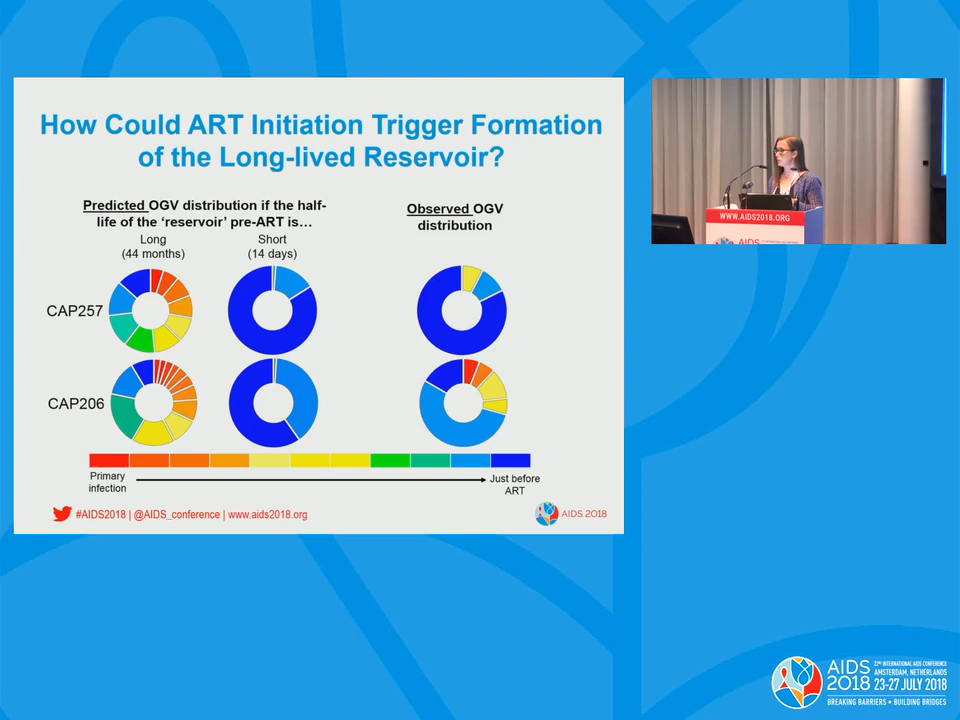 How Could ART Initiation Trigger Formation
of the Long-lived Reservoir?
Predicted OGV distribution if the half-
life of the ‘reservoir’ pre-ART is...
Long
(44 months)
Short
(14 days)
Observed OGV
distribution
CAP257
CAP206
Primary
infection
Just before
ART
#AIDS2018 | @AIDS_conference | www.aids2018.org
AIDS 2018
WWW.AIDS2018.ORG
AIDS
AIDS
2018
22ND INTERNATIONAL AIDS CONFERENCE
AMSTERDAM, NETHERLANDS
23-27 JULY 2018
BREAKING BARRIERS • BUILDING BRIDGES